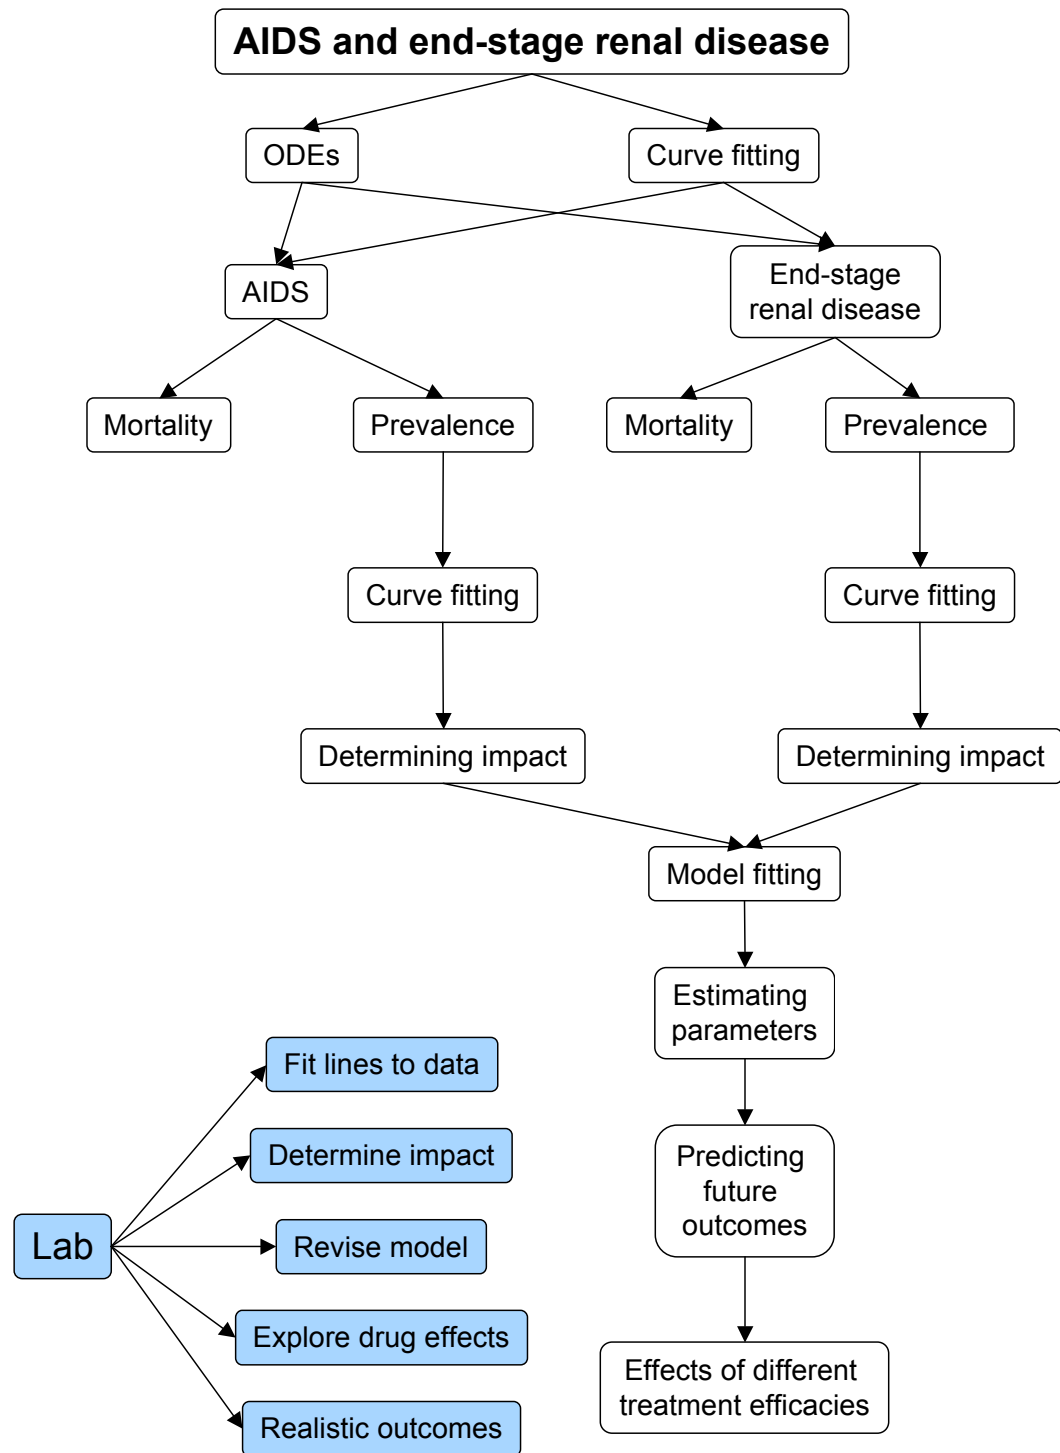 AIDS and end-stage renal disease
ODEs
Curve fitting
AIDS
End-stage
renal disease
Mortality
Prevalence
Mortality
Prevalence
Curve fitting
Curve fitting
Determining impact
Determining impact
Model fitting
Estimating
parameters
Predicting
future
outcomes
Effects of different
treatment efficacies
Lab
Fit lines to data
Determine impact
Revise model
Explore drug effects
Realistic outcomes